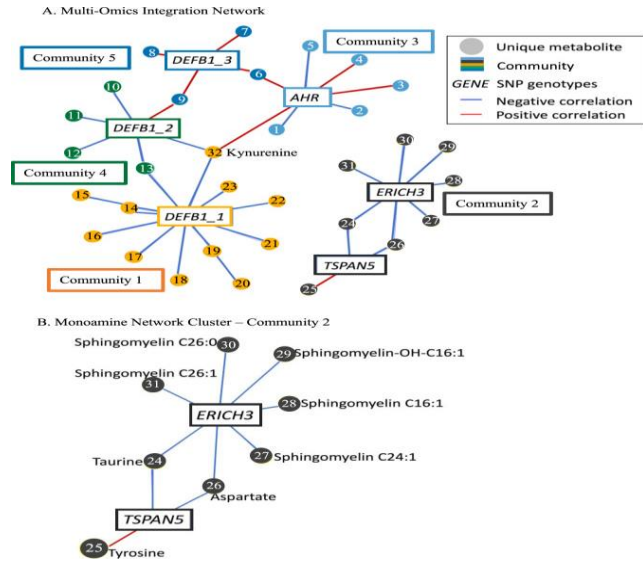 A. Multi-Omics Integration Network
7
8
DEFB1_3
Community 5
5
Community 3
4
6
3
AHR
9
10
2
1
11
DEFB1_2
12
32 Kynurenine
Community 4
13
Unique metabolite
Community
GENE SNP genotypes
Negative correlation
Positive correlation
15
14
23
22
DEFB1_1
16
21
17
19
18
20
Community 1
30
29
31
28
ERICH3
Community 2
24
27
26
TSPAN5
25
B. Monoamine Network Cluster – Community 2
Sphingomyelin C26:0
30
29
Sphingomyelin-OH-C16:1
Sphingomyelin C26:1
31
28
Sphingomyelin C16:1
ERICH3
27
Sphingomyelin C24:1
Taurine
24
26
Aspartate
TSPAN5
25
Tyrosine